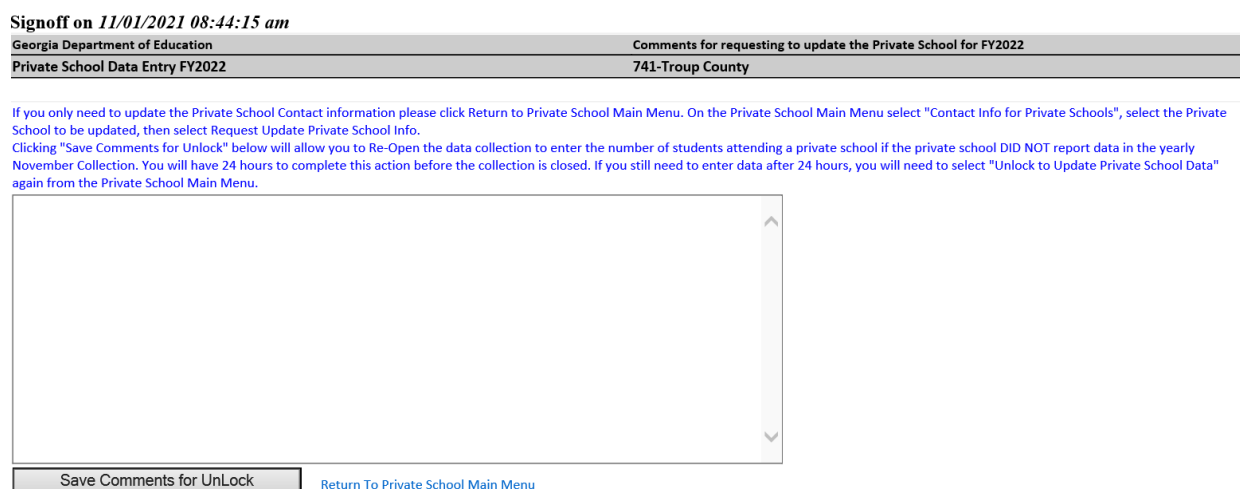 Signoff on 11/01/2021 08:44:15 am
Georgia Department of Education Comments for requesting to update the Private School for FY2022
Private School Data Entry FY2022 741-Troup County
If you only need to update the Private School Contact information please click Return to Private School Main Menu. On the Private School Main Menu select "Contact Info for Private Schools", select the Private
School to be updated, then select Request Update Private School Info.
Clicking "Save Comments for Unlock" below will allow you to Re-Open the data collection to enter the number of students attending a private school if the private school DID NOT report data in the yearly
November Collection. You will have 24 hours to complete this action before the collection is closed. If you still need to enter data after 24 hours, you will need to select "Unlock to Update Private School Data"
again from the Private School Main Menu.
Save Comments for UnLock Return To Private School Main Menu